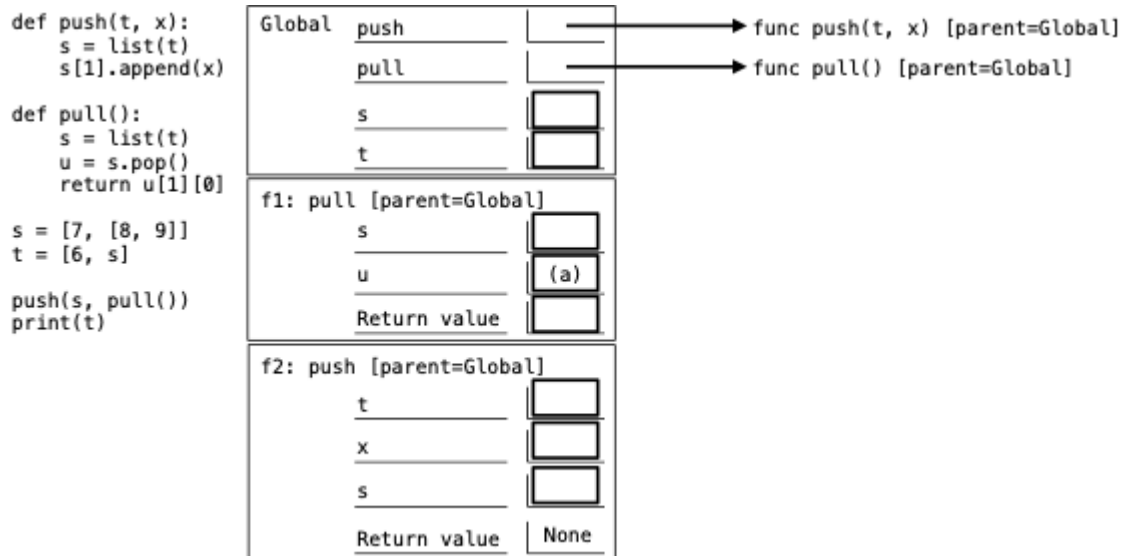 def push(t, x):
    s = list(t)
    s[1].append(x)
def pull():
    s = list(t)
    u = s.pop()
    return u[1][0]
s = [7, [8, 9]]
t = [6, s]
push(s, pull())
print(t)
Global
push
func push(t, x) [parent=Global]
pull
func pull() [parent=Global]
s
t
f1: pull [parent=Global]
s
u (a)
Return value
f2: push [parent=Global]
t
x
s
Return value None